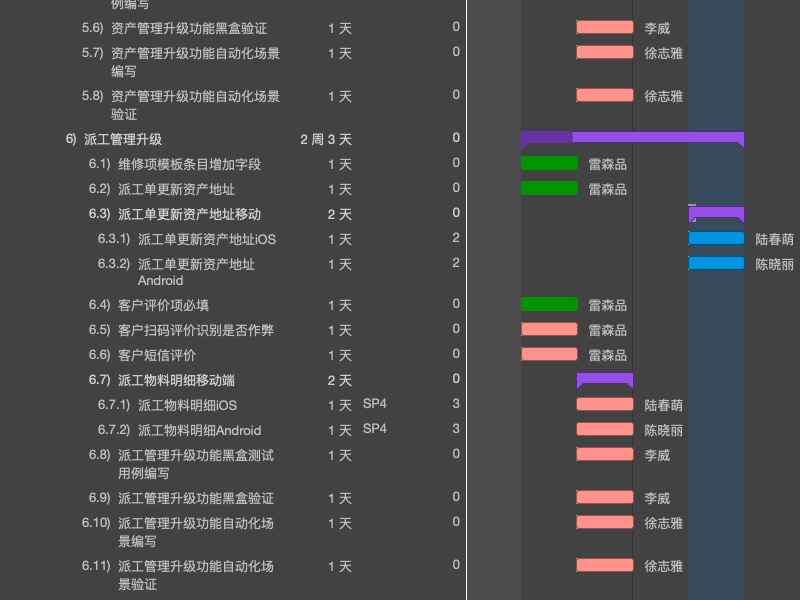 例编写
5.6) 资产管理升级功能黑盒验证 1 天 0 李威
5.7) 资产管理升级功能自动化场景 1 天 0 徐志雅
编写
5.8) 资产管理升级功能自动化场景 1 天 0 徐志雅
验证
6) 派工管理升级 2 周 3 天 0
6.1) 维修项模板条目增加字段 1 天 0 雷森品
6.2) 派工单更新资产地址 1 天 0 雷森品
6.3) 派工单更新资产地址移动 2 天 0
6.3.1) 派工单更新资产地址iOS 1 天 2 陆春萌
6.3.2) 派工单更新资产地址 1 天 2 陈晓丽
Android
6.4) 客户评价项必填 1 天 0 雷森品
6.5) 客户扫码评价识别是否作弊 1 天 0 雷森品
6.6) 客户短信评价 1 天 0 雷森品
6.7) 派工物料明细移动端 2 天 0
6.7.1) 派工物料明细iOS 1 天 SP4 3 陆春萌
6.7.2) 派工物料明细Android 1 天 SP4 3 陈晓丽
6.8) 派工管理升级功能黑盒测试 1 天 0 李威
用例编写
6.9) 派工管理升级功能黑盒验证 1 天 0 李威
6.10) 派工管理升级功能自动化场 1 天 0 徐志雅
景编写
6.11) 派工管理升级功能自动化场 1 天 0 徐志雅
景验证